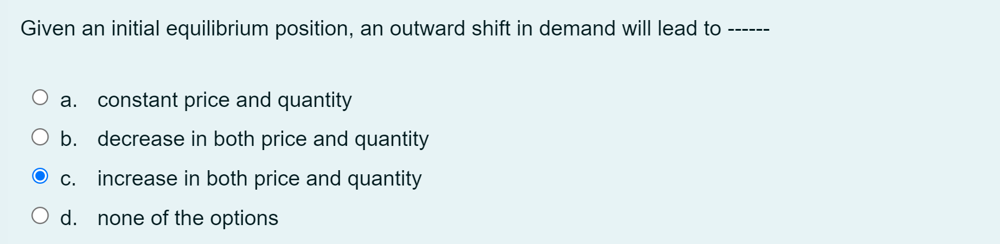 Given an initial equilibrium position, an outward shift in demand will lead to ------
a. constant price and quantity
b. decrease in both price and quantity
c. increase in both price and quantity
d. none of the options